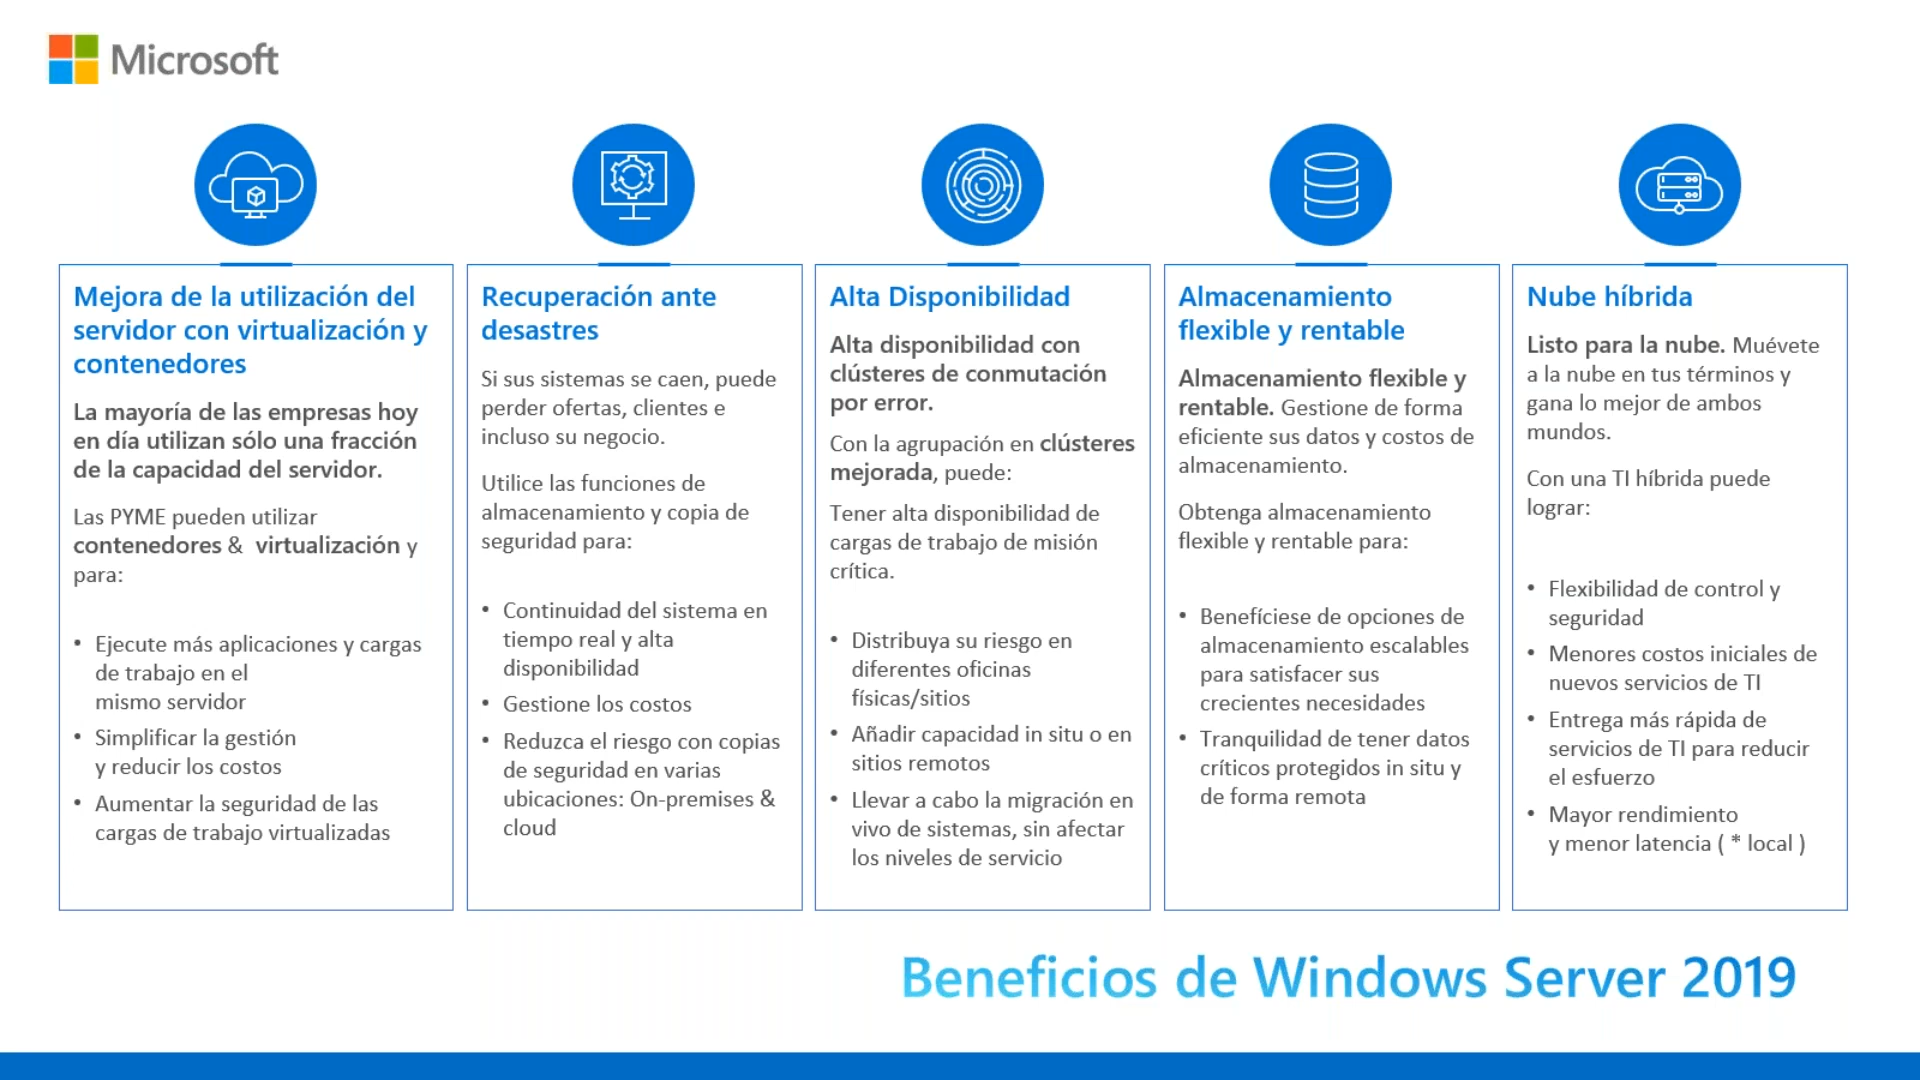 Microsoft
Mejora de la utilización del
servidor con virtualización y
contenedores
La mayoría de las empresas hoy
en día utilizan sólo una fracción
de la capacidad del servidor.
Las PYME pueden utilizar
contenedores & virtualización y
para:
• Ejecute más aplicaciones y cargas
de trabajo en el
mismo servidor
• Simplificar la gestión
y reducir los costos
• Aumentar la seguridad de las
cargas de trabajo virtualizadas
Recuperación ante
desastres
Si sus sistemas se caen, puede
perder ofertas, clientes e
incluso su negocio.
Utilice las funciones de
almacenamiento y copia de
seguridad para:
• Continuidad del sistema en
tiempo real y alta
disponibilidad
• Gestione los costos
• Reduzca el riesgo con copias
de seguridad en varias
ubicaciones: On-premises &
cloud
Alta Disponibilidad
Alta disponibilidad con
clústeres de conmutación
por error.
Con la agrupación en clústeres
mejorada, puede:
Tener alta disponibilidad de
cargas de trabajo de misión
crítica.
• Distribuya su riesgo en
diferentes oficinas
físicas/sitios
• Añadir capacidad in situ o en
sitios remotos
• Llevar a cabo la migración en
vivo de sistemas, sin afectar
los niveles de servicio
Almacenamiento
flexible y rentable
Almacenamiento flexible y
rentable. Gestione de forma
eficiente sus datos y costos de
almacenamiento.
Obtenga almacenamiento
flexible y rentable para:
• Benefíciese de opciones de
almacenamiento escalables
para satisfacer sus
crecientes necesidades
• Tranquilidad de tener datos
críticos protegidos in situ y
de forma remota
Nube híbrida
Listo para la nube. Muévete
a la nube en tus términos y
gana lo mejor de ambos
mundos.
Con una TI híbrida puede
lograr:
• Flexibilidad de control y
seguridad
• Menores costos iniciales de
nuevos servicios de TI
• Entrega más rápida de
servicios de TI para reducir
el esfuerzo
• Mayor rendimiento
y menor latencia ( * local )
Beneficios de Windows Server 2019